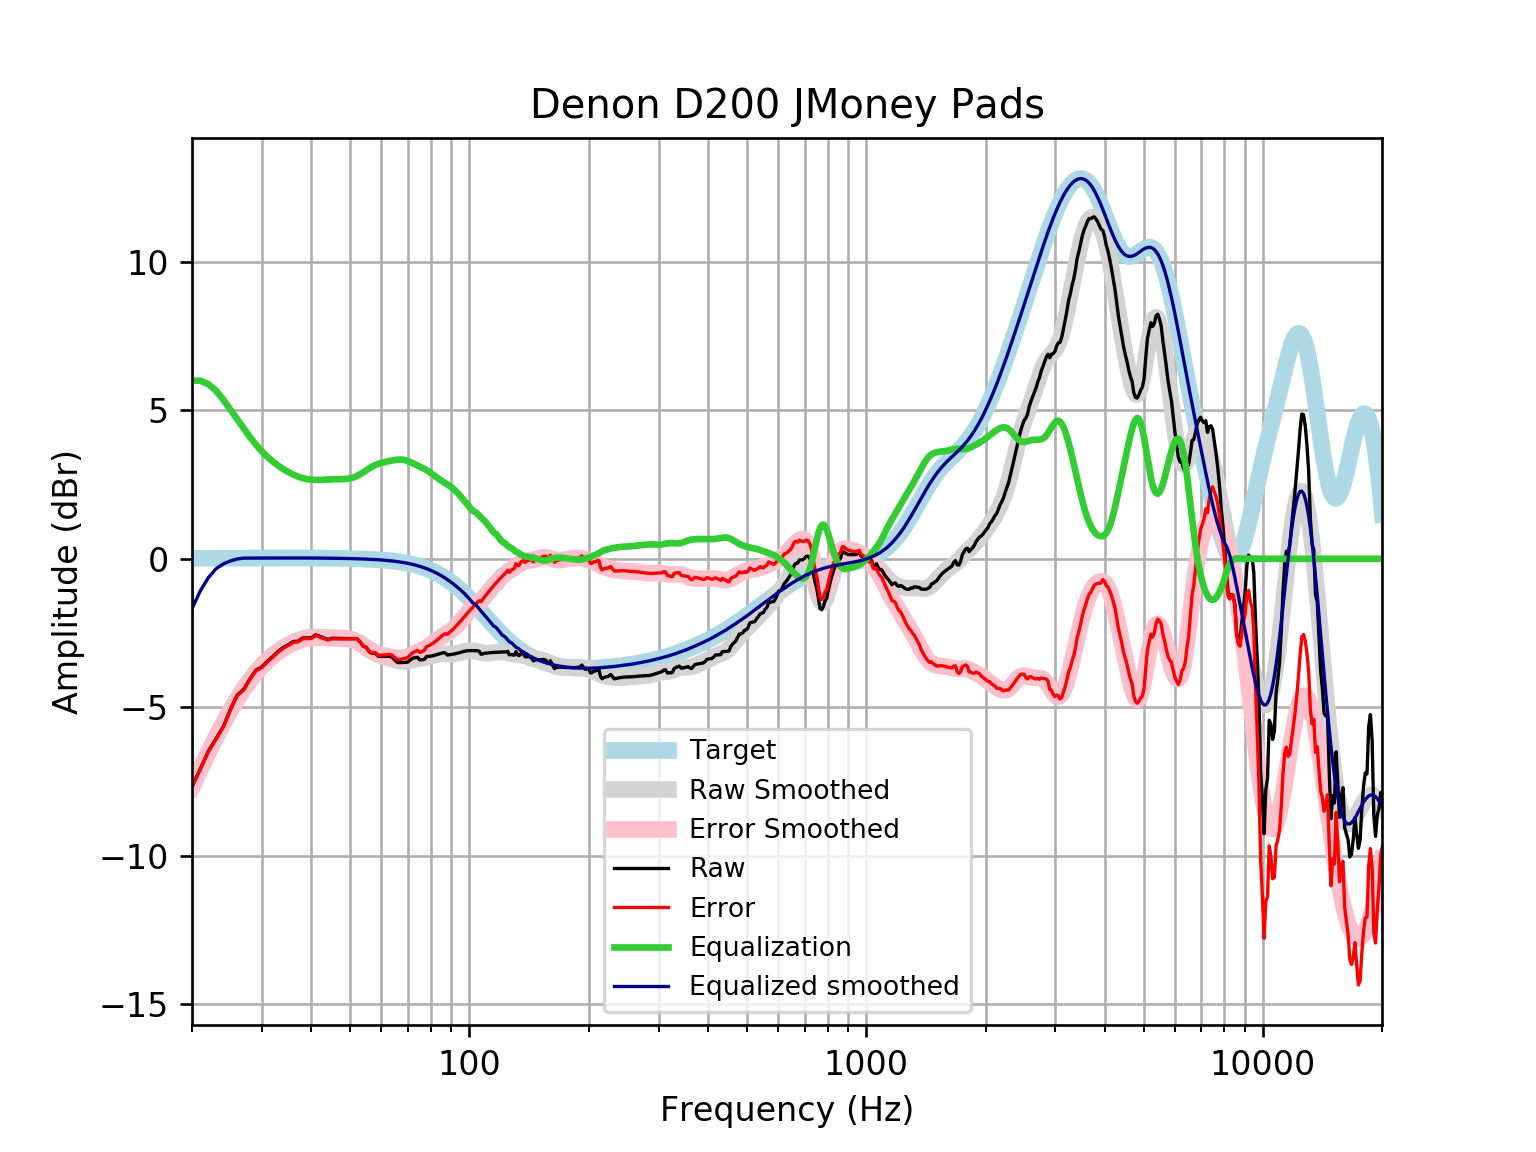 Denon D200 JMoney Pads
Amplitude (dBr)
10
5
0
−5
−10
−15
Target
Raw Smoothed
Error Smoothed
Raw
Error
Equalization
Equalized smoothed
100 1000 10000
Frequency (Hz)